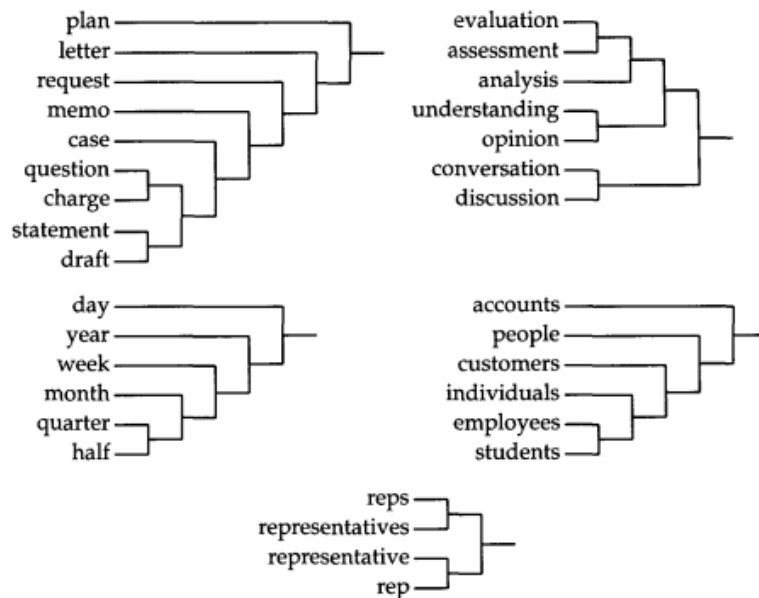 plan
letter
request
memo
case
question
charge
statement
draft
evaluation
assessment
analysis
understanding
opinion
conversation
discussion
day
year
week
month
quarter
half
accounts
people
customers
individuals
employees
students
reps
representatives
representative
rep